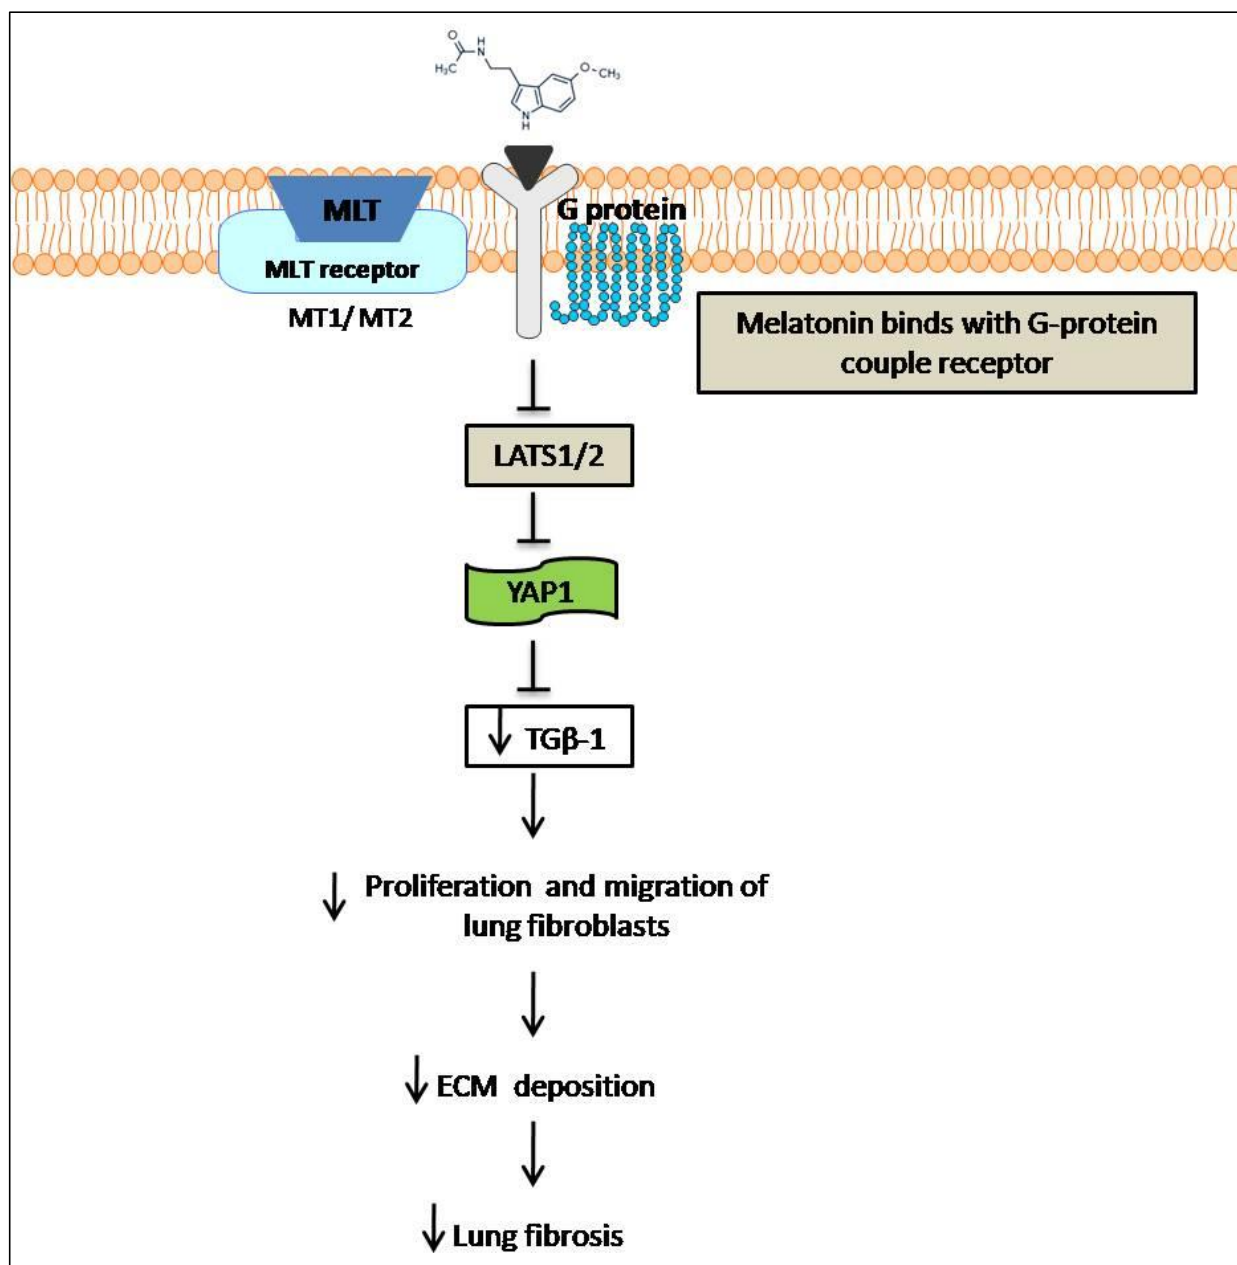 O
H
N
H₃C
O-CH₃
N
H
MLT
G protein
MLT receptor
MT1/ MT2
Melatonin binds with G-protein
couple receptor
LATS1/2
YAP1
↓ TGβ-1
↓ Proliferation and migration of
lung fibroblasts
↓ ECM deposition
↓ Lung fibrosis